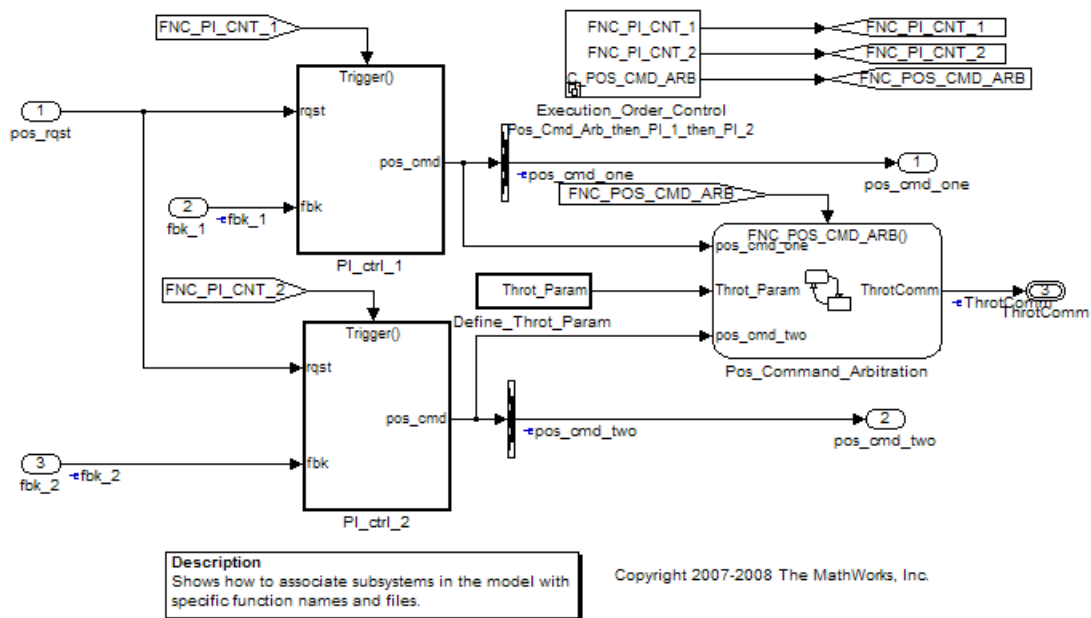 FNC_PI_CNT_1
FNC_PI_CNT_1
FNC_PI_CNT_1
FNC_PI_CNT_2
FNC_PI_CNT_2
C_POS_CMD_ARB
FNC_POS_CMD_ARB
Execution_Order_Control
Pos_Cmd_Arb_then_PI_1_then_PI_2
Trigger()
1
pos_rqst
rqst
pos_cmd
pos_cmd_one
1
pos_cmd_one
2
fbk_1
fbk_1
fbk
PI_ctrl_1
FNC_POS_CMD_ARB
FNC_POS_CMD_ARB()
pos_cmd_one
Throt_Param
Throt_Param
ThrotComm
ThrotComm
3
ThrotComm
Define_Throt_Param
pos_cmd_two
Pos_Command_Arbitration
FNC_PI_CNT_2
Trigger()
rqst
pos_cmd
pos_cmd_two
2
pos_cmd_two
3
fbk_2
fbk_2
fbk
PI_ctrl_2
Description
Shows how to associate subsystems in the model with
specific function names and files.
Copyright 2007-2008 The MathWorks, Inc.